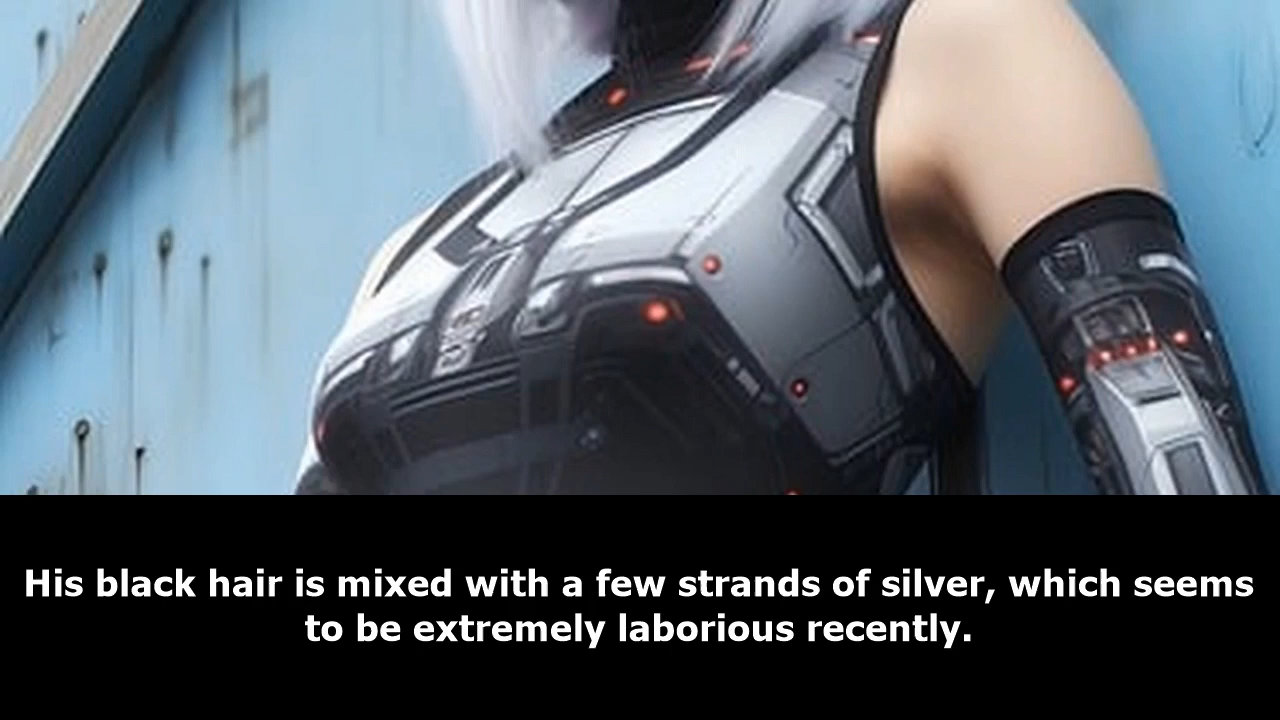 His black hair is mixed with a few strands of silver, which seems
to be extremely laborious recently.